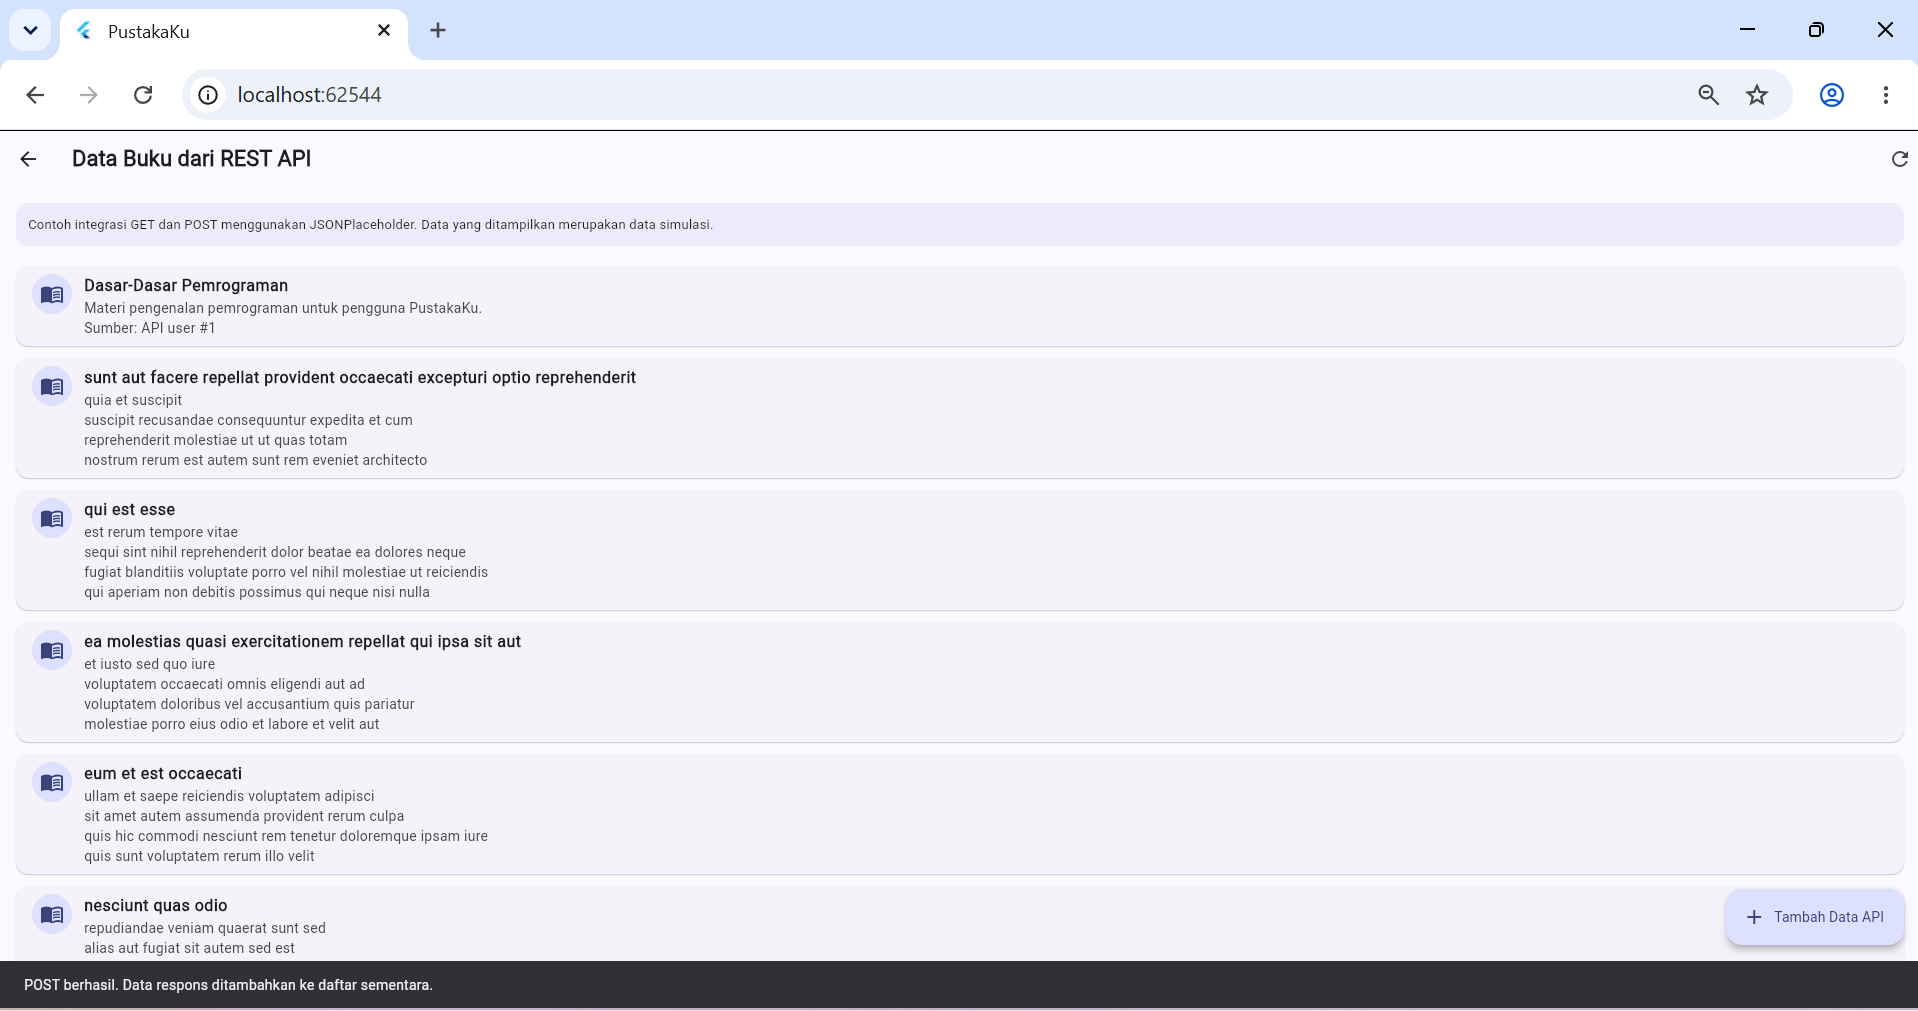 PustakaKu
localhost:62544
Data Buku dari REST API
Contoh integrasi GET dan POST menggunakan JSONPlaceholder. Data yang ditampilkan merupakan data simulasi.
Dasar-Dasar Pemrograman
Materi pengenalan pemrograman untuk pengguna PustakaKu.
Sumber: API user #1
sunt aut facere repellat provident occaecati excepturi optio reprehenderit
quia et suscipit
suscipit recusandae consequuntur expedita et cum
reprehenderit molestiae ut ut quas totam
nostrum rerum est autem sunt rem eveniet architecto
qui est esse
est rerum tempore vitae
sequi sint nihil reprehenderit dolor beatae ea dolores neque
fugiat blanditiis voluptate porro vel nihil molestiae ut reiciendis
qui aperiam non debitis possimus qui neque nisi nulla
ea molestias quasi exercitationem repellat qui ipsa sit aut
et iusto sed quo iure
voluptatem occaecati omnis eligendi aut ad
voluptatem doloribus vel accusantium quis pariatur
molestiae porro eius odio et labore et velit aut
eum et est occaecati
ullam et saepe reiciendis voluptatem adipisci
sit amet autem assumenda provident rerum culpa
quis hic commodi nesciunt rem tenetur doloremque ipsam iure
quis sunt voluptatem rerum illo velit
nesciunt quas odio
repudiandae veniam quaerat sunt sed
alias aut fugiat sit autem sed est
Tambah Data API
POST berhasil. Data respons ditambahkan ke daftar sementara.